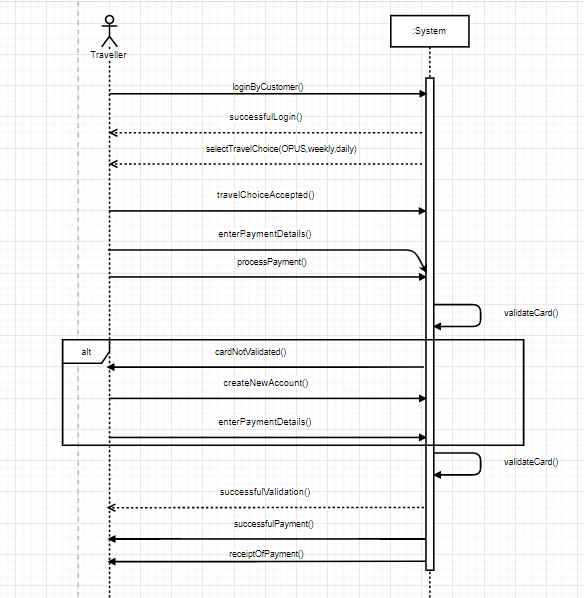 :System
Traveller
loginByCustomer()
successfulLogin()
selectTravelChoice(OPUS,weekly,daily)
travelChoiceAccepted()
enterPaymentDetails()
processPayment()
validateCard()
alt
cardNotValidated()
createNewAccount()
enterPaymentDetails()
validateCard()
successfulValidation()
successfulPayment()
receiptOfPayment()